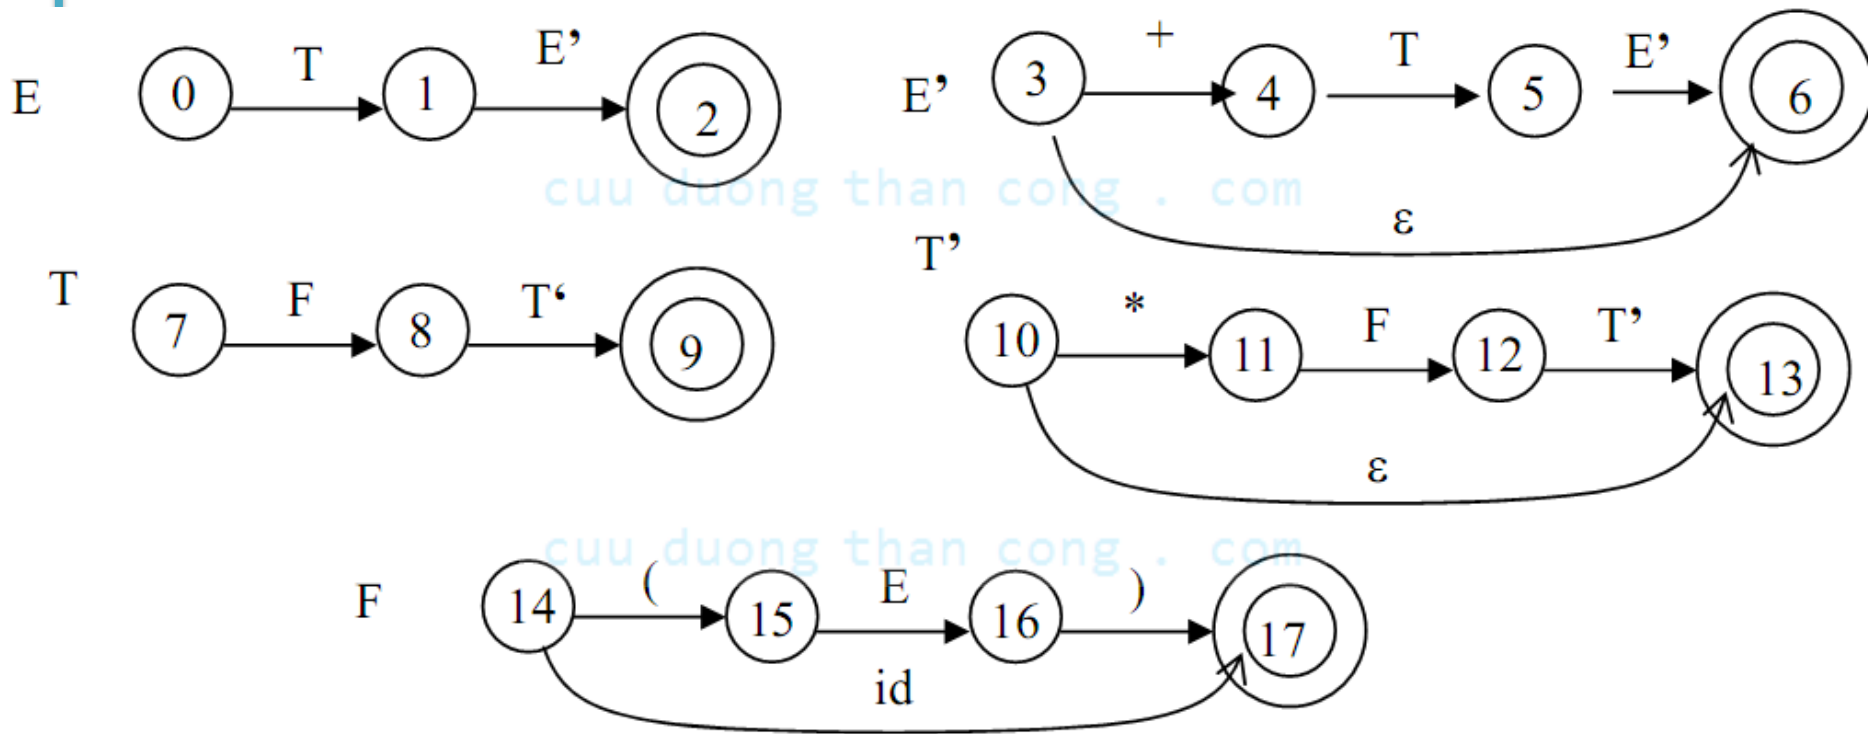 E 0 T 1 E’ 2
E’ 3 + 4 T 5 E’ 6
ε
cuu duong than cong . com
T 7 F 8 T‘ 9
T’ 10 * 11 F 12 T’ 13
ε
cuu duong than cong . com
F 14 ( 15 E 16 ) 17
id